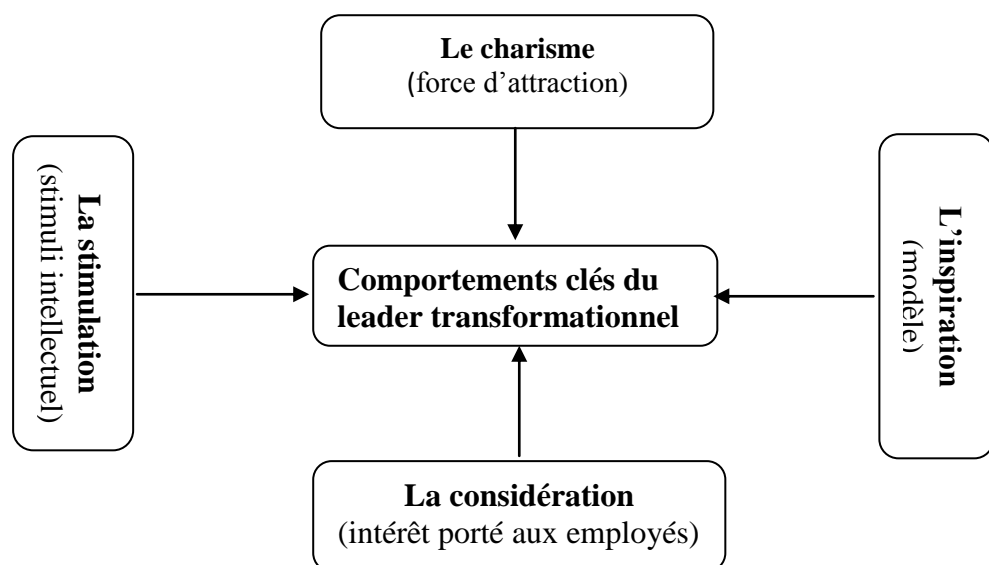 Le charisme
(force d’attraction)
La stimulation
(stimuli intellectuel)
Comportements clés du
leader transformationnel
L’inspiration
(modèle)
La considération
(intérêt porté aux employés)